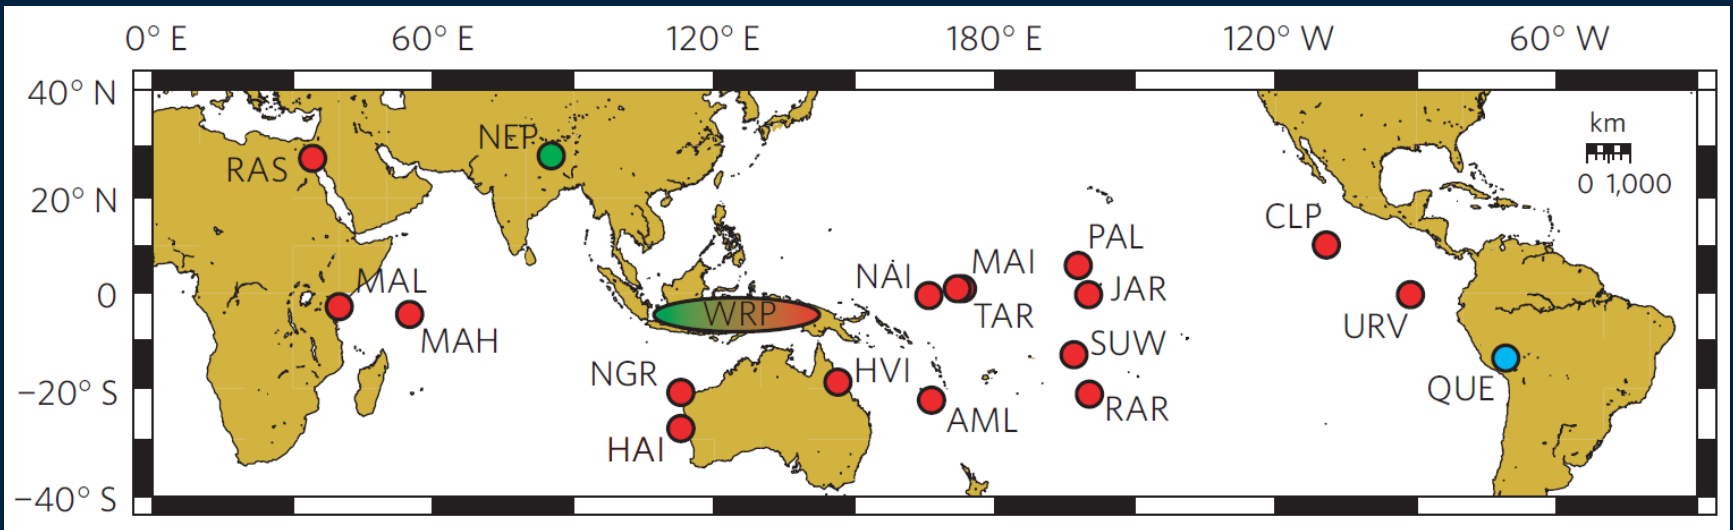 0° E 60° E 120° E 180° E 120° W 60° W
40° N
20° N
0
−20° S
−40° S
km
0 1,000
NEP
RAS
MAL
MAH
WRP
NGR
HAI
HVI
AML
NAI
MAI
TAR
PAL
JAR
SUW
RAR
CLP
URV
QUE